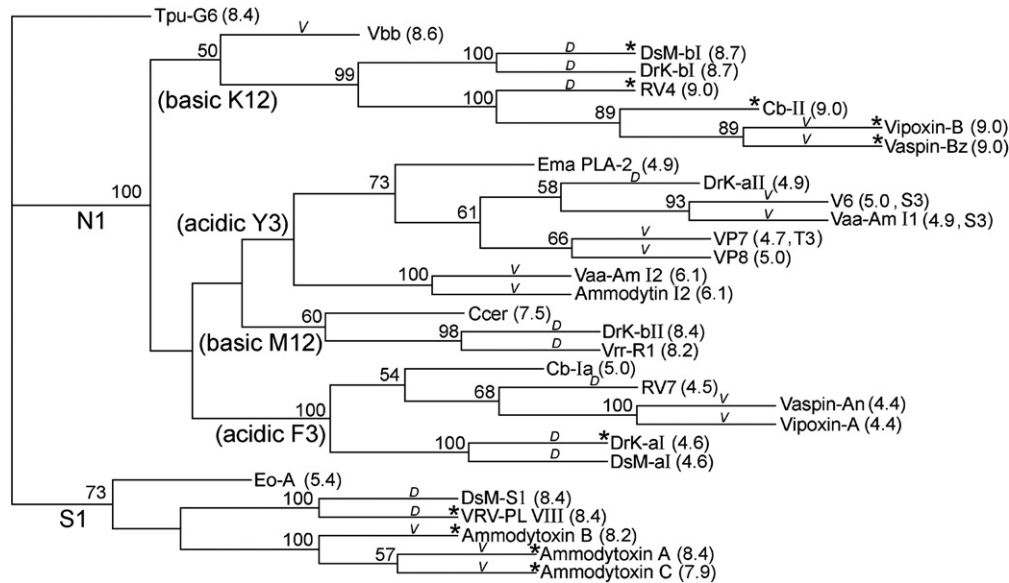 Tpu-G6 (8.4)
V
Vbb (8.6)
50
D
*DsM-bI (8.7)
100
DrK-bI (8.7)
99
(basic K12)
D
*RV4 (9.0)
100
*Cb-II (9.0)
89
V
*Vipoxin-B (9.0)
89
V
*Vaspin-Bz (9.0)
Ema PLA-2 (4.9)
73
D
DrK-aII (4.9)
58
100
N1
(acidic Y3)
V
V6 (5.0, S3)
93
V
Vaa-Am I1 (4.9, S3)
61
V
VP7 (4.7, T3)
66
V
VP8 (5.0)
V
Vaa-Am I2 (6.1)
100
V
Ammodytin I2 (6.1)
Ccer (7.5)
60
(basic M12)
D
DrK-bII (8.4)
98
D
Vrr-R1 (8.2)
Cb-Ia (5.0)
54
D
RV7 (4.5)
68
V
Vaspin-An (4.4)
100
V
Vipoxin-A (4.4)
100
(acidic F3)
D
*DrK-aI (4.6)
100
D
DsM-aI (4.6)
Eo-A (5.4)
73
S1
D
DsM-S1 (8.4)
100
D
*VRV-PL VIII (8.4)
V
*Ammodytoxin B (8.2)
100
V
*Ammodytoxin A (8.4)
57
V
*Ammodytoxin C (7.9)